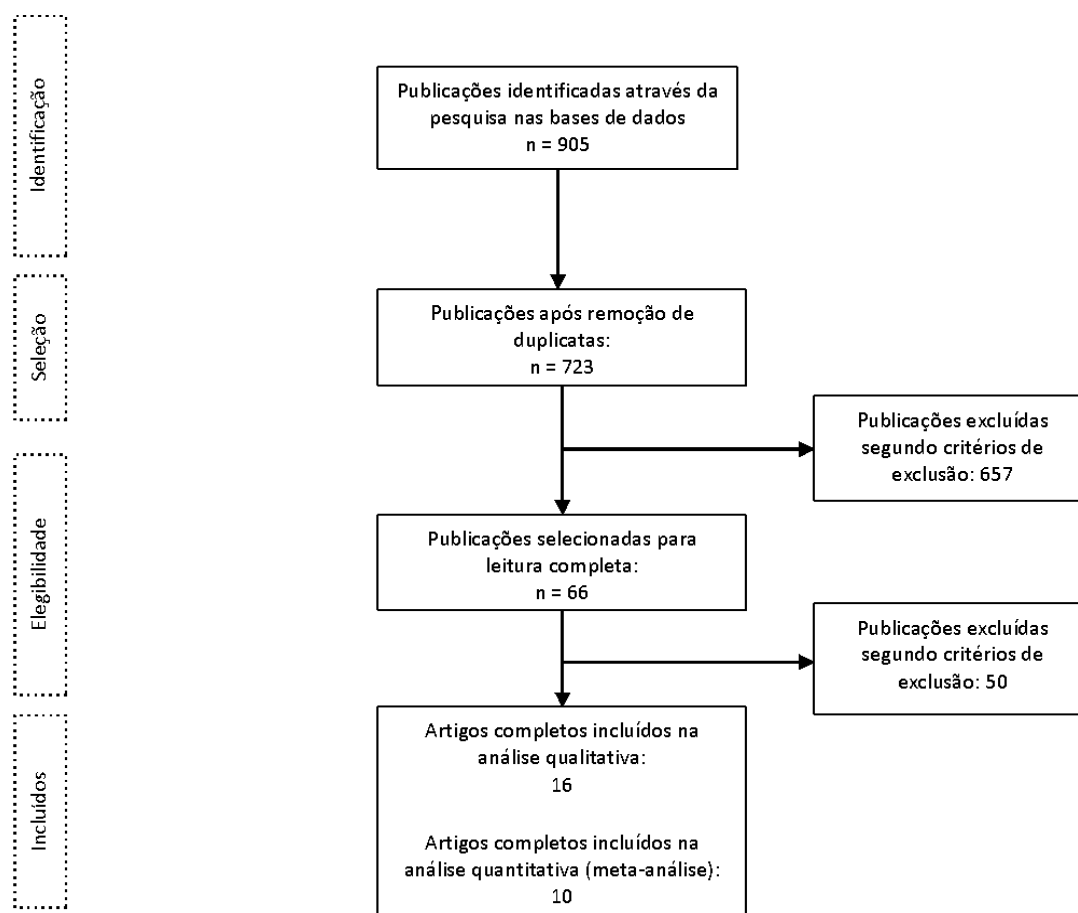 Identificação
Publicações identificadas através da
pesquisa nas bases de dados
n = 905
Seleção
Publicações após remoção de
duplicatas:
n = 723
Publicações excluídas
segundo critérios de
exclusão: 657
Elegibilidade
Publicações selecionadas para
leitura completa:
n = 66
Publicações excluídas
segundo critérios de
exclusão: 50
Incluídos
Artigos completos incluídos na
análise qualitativa:
16
Artigos completos incluídos na
análise quantitativa (meta-análise):
10